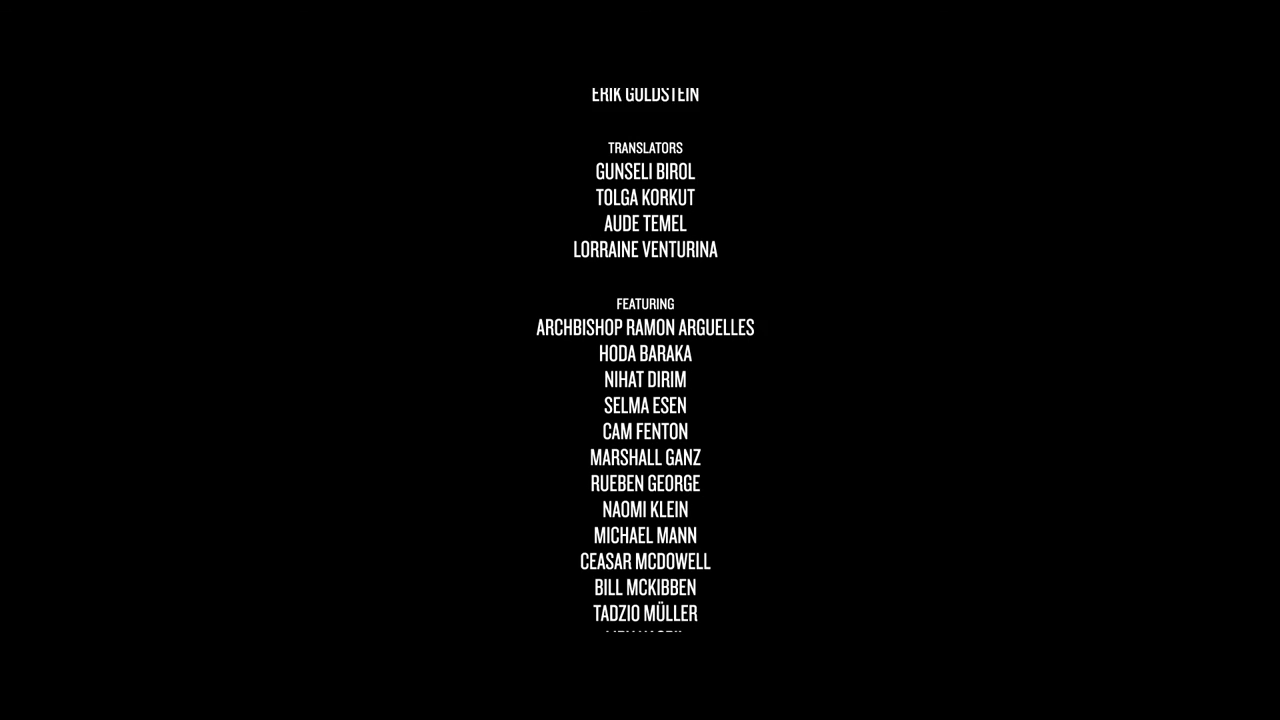 ERIK GOLDSTEIN
TRANSLATORS
GUNSELI BIROL
TOLGA KORKUT
AUDE TEMEL
LORRAINE VENTURINA
FEATURING
ARCHBISHOP RAMON ARGUELLES
HODA BARAKA
NIHAT DIRIM
SELMA ESEN
CAM FENTON
MARSHALL GANZ
RUEBEN GEORGE
NAOMI KLEIN
MICHAEL MANN
CEASAR MCDOWELL
BILL MCKIBBEN
TADZIO MÜLLER